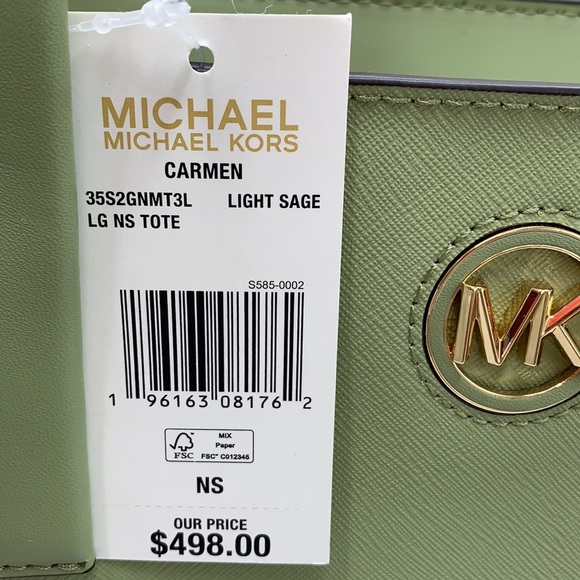 MICHAEL
MICHAEL KORS
CARMEN
35S2GNMT3L LIGHT SAGE
LG NS TOTE
S585-0002
1 96163 08176 2
FSC
MIX
Paper
FSC™ C012345
NS
OUR PRICE
$498.00
MK